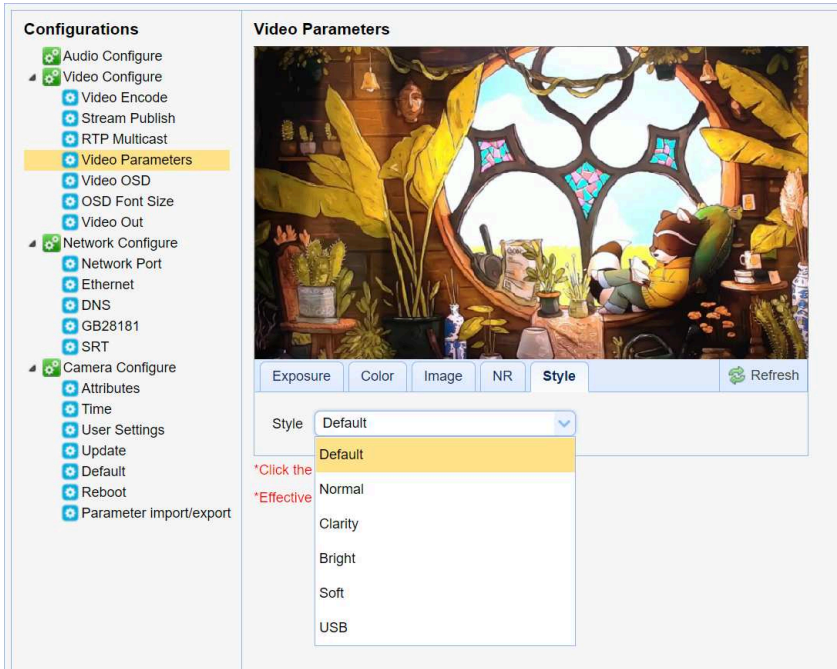 Configurations
Audio Configure
Video Configure
Video Encode
Stream Publish
RTP Multicast
Video Parameters
Video OSD
OSD Font Size
Video Out
Network Configure
Network Port
Ethernet
DNS
GB28181
SRT
Camera Configure
Attributes
Time
User Settings
Update
Default
Reboot
Parameter import/export
Video Parameters
Exposure Color Image NR Style Refresh
Style Default
Default
*Click the
Normal
*Effective
Clarity
Bright
Soft
USB